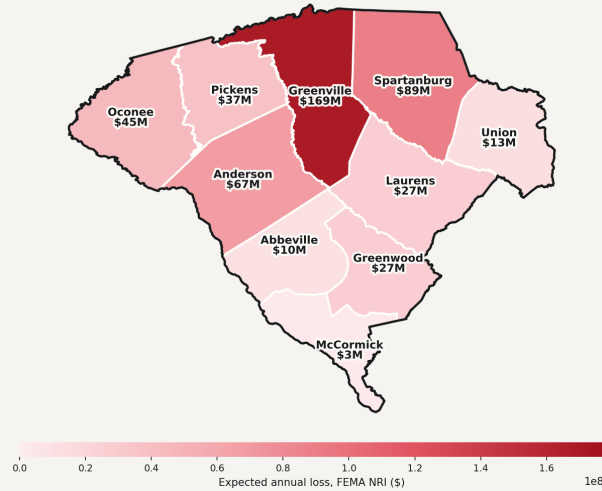 Spartanburg
$89M
Pickens
$37M
Greenville
$169M
Oconee
$45M
Union
$13M
Anderson
$67M
Laurens
$27M
Abbeville
$10M
Greenwood
$27M
McCormick
$3M
0.0 0.2 0.4 0.6 0.8 1.0 1.2 1.4 1.6
1e8
Expected annual loss, FEMA NRI ($)